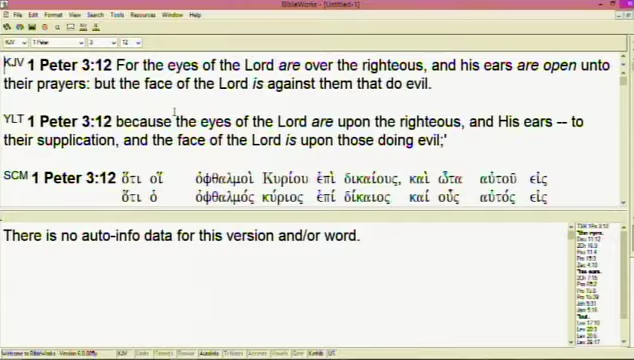 BibleWorks - [Untitled-1]
File Edit Format Search Tools Resources Window Help
KJV 1 Peter 3 12
KJV 1 Peter 3:12 For the eyes of the Lord are over the righteous, and his ears are open unto
their prayers: but the face of the Lord is against them that do evil.
YLT 1 Peter 3:12 because the eyes of the Lord are upon the righteous, and His ears -- to
their supplication, and the face of the Lord is upon those doing evil;'
SCM 1 Peter 3:12 ὅτι οἵ ὀφθαλμοὶ Κυρίου ἐπὶ δικαίους, καὶ ὦτα αὐτοῦ εἰς
ὅτι ὁ ὀφθαλμός κύριος ἐπί δίκαιος καί οὖς αὐτός εἰς
There is no auto-info data for this version and/or word.